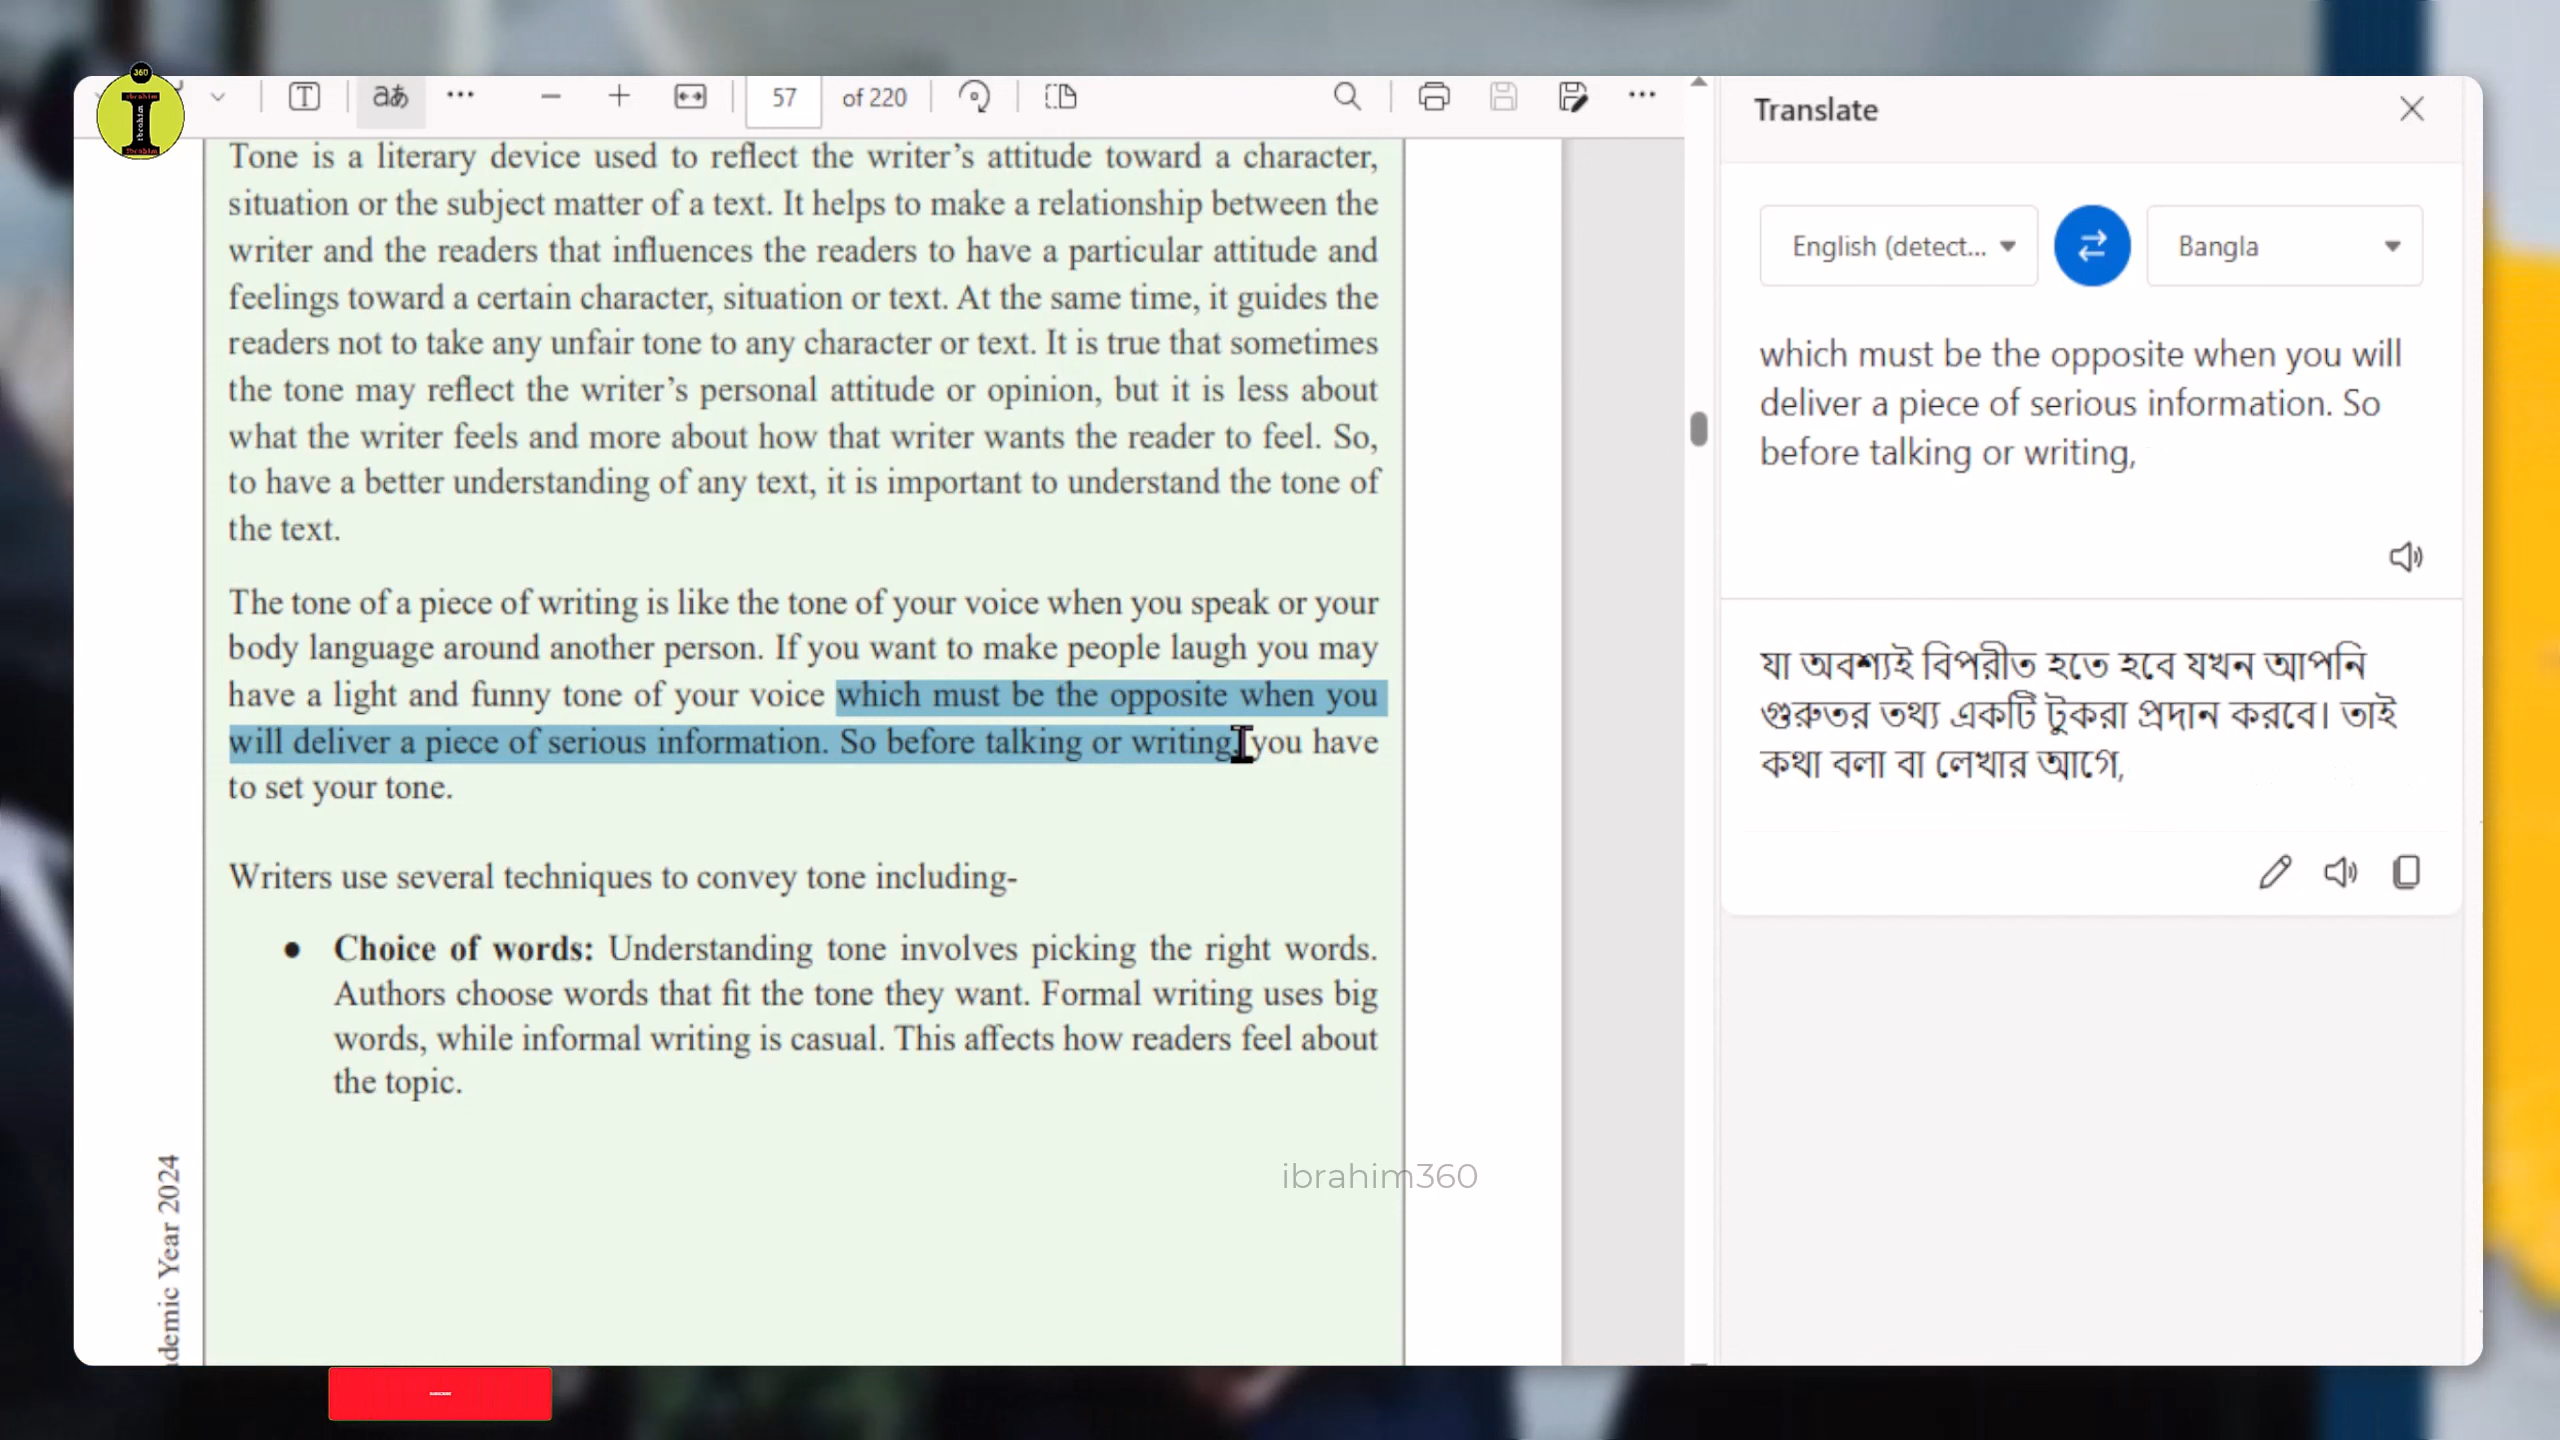 360
ibrahim
ibrahim
ibrahim
57 of 220
Tone is a literary device used to reflect the writer’s attitude toward a character,
situation or the subject matter of a text. It helps to make a relationship between the
writer and the readers that influences the readers to have a particular attitude and
feelings toward a certain character, situation or text. At the same time, it guides the
readers not to take any unfair tone to any character or text. It is true that sometimes
the tone may reflect the writer’s personal attitude or opinion, but it is less about
what the writer feels and more about how that writer wants the reader to feel. So,
to have a better understanding of any text, it is important to understand the tone of
the text.
The tone of a piece of writing is like the tone of your voice when you speak or your
body language around another person. If you want to make people laugh you may
have a light and funny tone of your voice which must be the opposite when you
will deliver a piece of serious information. So before talking or writing, you have
to set your tone.
Writers use several techniques to convey tone including-
● Choice of words: Understanding tone involves picking the right words.
Authors choose words that fit the tone they want. Formal writing uses big
words, while informal writing is casual. This affects how readers feel about
the topic.
ademic Year 2024
ibrahim360
Translate
English (detect...
Bangla
which must be the opposite when you will
deliver a piece of serious information. So
before talking or writing,
যা অবশ্যই বিপরীত হতে হবে যখন আপনি
গুরুতর তথ্য একটি টুকরা প্রদান করবে। তাই
কথা বলা বা লেখার আগে,